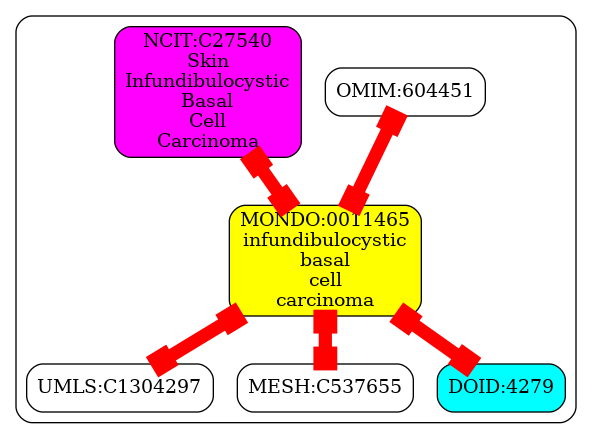 NCIT:C27540
Skin
Infundibulocystic
Basal
Cell
Carcinoma
OMIM:604451
MONDO:0011465
infundibulocystic
basal
cell
carcinoma
UMLS:C1304297
MESH:C537655
DOID:4279